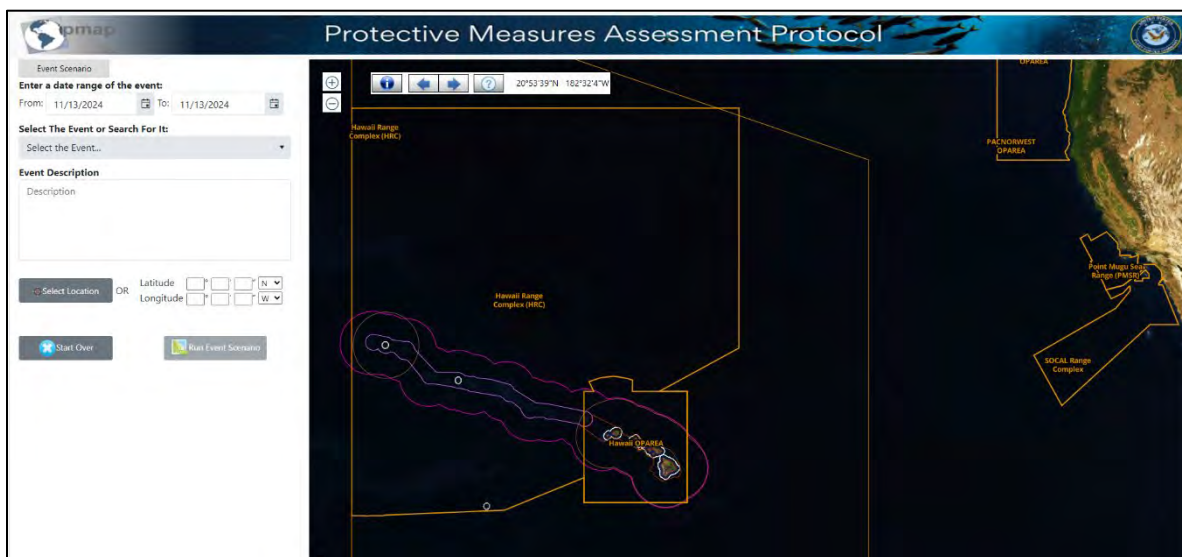 pmap
Protective Measures Assessment Protocol
Event Scenario
Enter a date range of the event:
From: 11/13/2024 To: 11/13/2024
Select The Event or Search For It:
Select the Event...
Event Description
Description
Select Location OR Latitude ° ' " N
Longitude ° ' " W
Start Over Run Event Scenario
20°53'39"N 182°32'4"W
OPAREA
Hawaii Range
Complex (HRC)
PACNORWEST
OPAREA
Point Mugu Sea
Range (PMSR)
Hawaii Range
Complex (HRC)
SOCAL Range
Complex
Hawaii OPAREA